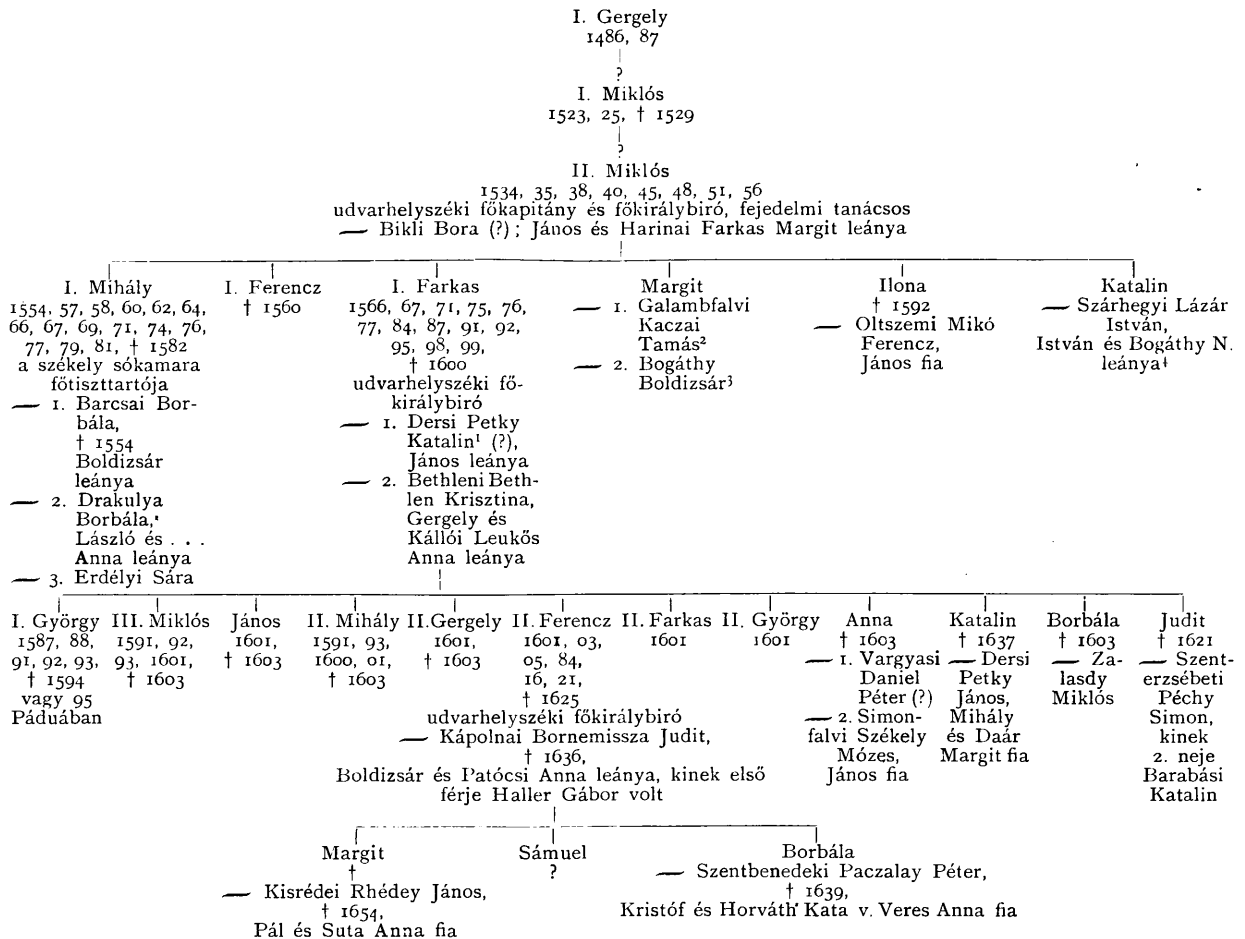 I. Gergely
1486, 87
?
I. Miklós
1523, 25, † 1529
?
II. Miklós
1534, 35, 38, 40, 45, 48, 51, 56
udvarhelyszéki főkapitány és főkirálybiró, fejedelmi tanácsos
— Bikli Bora (?); János és Harinai Farkas Margit leánya
I. Mihály
1554, 57, 58, 60, 62, 64,
66, 67, 69, 71, 74, 76,
77, 79, 81, † 1582
a székely sókamara
főtiszttartója
— 1. Barcsai Bor-
bála,
† 1554
Boldizsár
leánya
— 2. Drakulya
Borbála,
László és . . .
Anna leánya
— 3. Erdélyi Sára
I. Ferencz
† 1560
I. Farkas
1566, 67, 71, 75, 76,
77, 84, 87, 91, 92,
95, 98, 99,
† 1600
udvarhelyszéki fő-
királybiró
— 1. Dersi Petky
Katalin¹ (?),
János leánya
— 2. Bethleni Beth-
len Krisztina,
Gergely és
Kállói Leukős
Anna leánya
Margit
— 1. Galambfalvi
Kaczai
Tamás²
— 2. Bogáthy
Boldizsár³
Ilona
† 1592
— Oltszemi Mikó
Ferencz,
János fia
Katalin
— Szárhegyi Lázár
István,
István és Bogáthy N.
leánya⁴
I. György
1587, 88,
91, 92, 93,
† 1594
vagy 95
Páduában
III. Miklós
1591, 92,
93, 1601,
† 1603
János
1601,
† 1603
II. Mihály
1591, 93,
1600, 01,
† 1603
II. Gergely
1601,
† 1603
II. Ferencz
1601, 03,
05, 84,
16, 21,
† 1625
udvarhelyszéki főkirálybiró
— Kápolnai Bornemissza Judit,
† 1636,
Boldizsár és Patócsi Anna leánya, kinek első
férje Haller Gábor volt
II. Farkas
1601
II. György
1601
Anna
† 1603
— 1. Vargyasi
Daniel
Péter (?)
— 2. Simon-
falvi Székely
Mózes,
János fia
Katalin
† 1637
— Dersi
Petky
János,
Mihály
és Daár
Margit fia
Borbála
† 1603
— Za-
lasdy
Miklós
Judit
† 1621
— Szent-
erzsébeti
Péchy
Simon,
kinek
2. neje
Barabási
Katalin
Margit
†
— Kisrédei Rhédey János,
† 1654,
Pál és Suta Anna fia
Sámuel
?
Borbála
— Szentbenedeki Paczalay Péter,
† 1639,
Kristóf és Horváth Kata v. Veres Anna fia